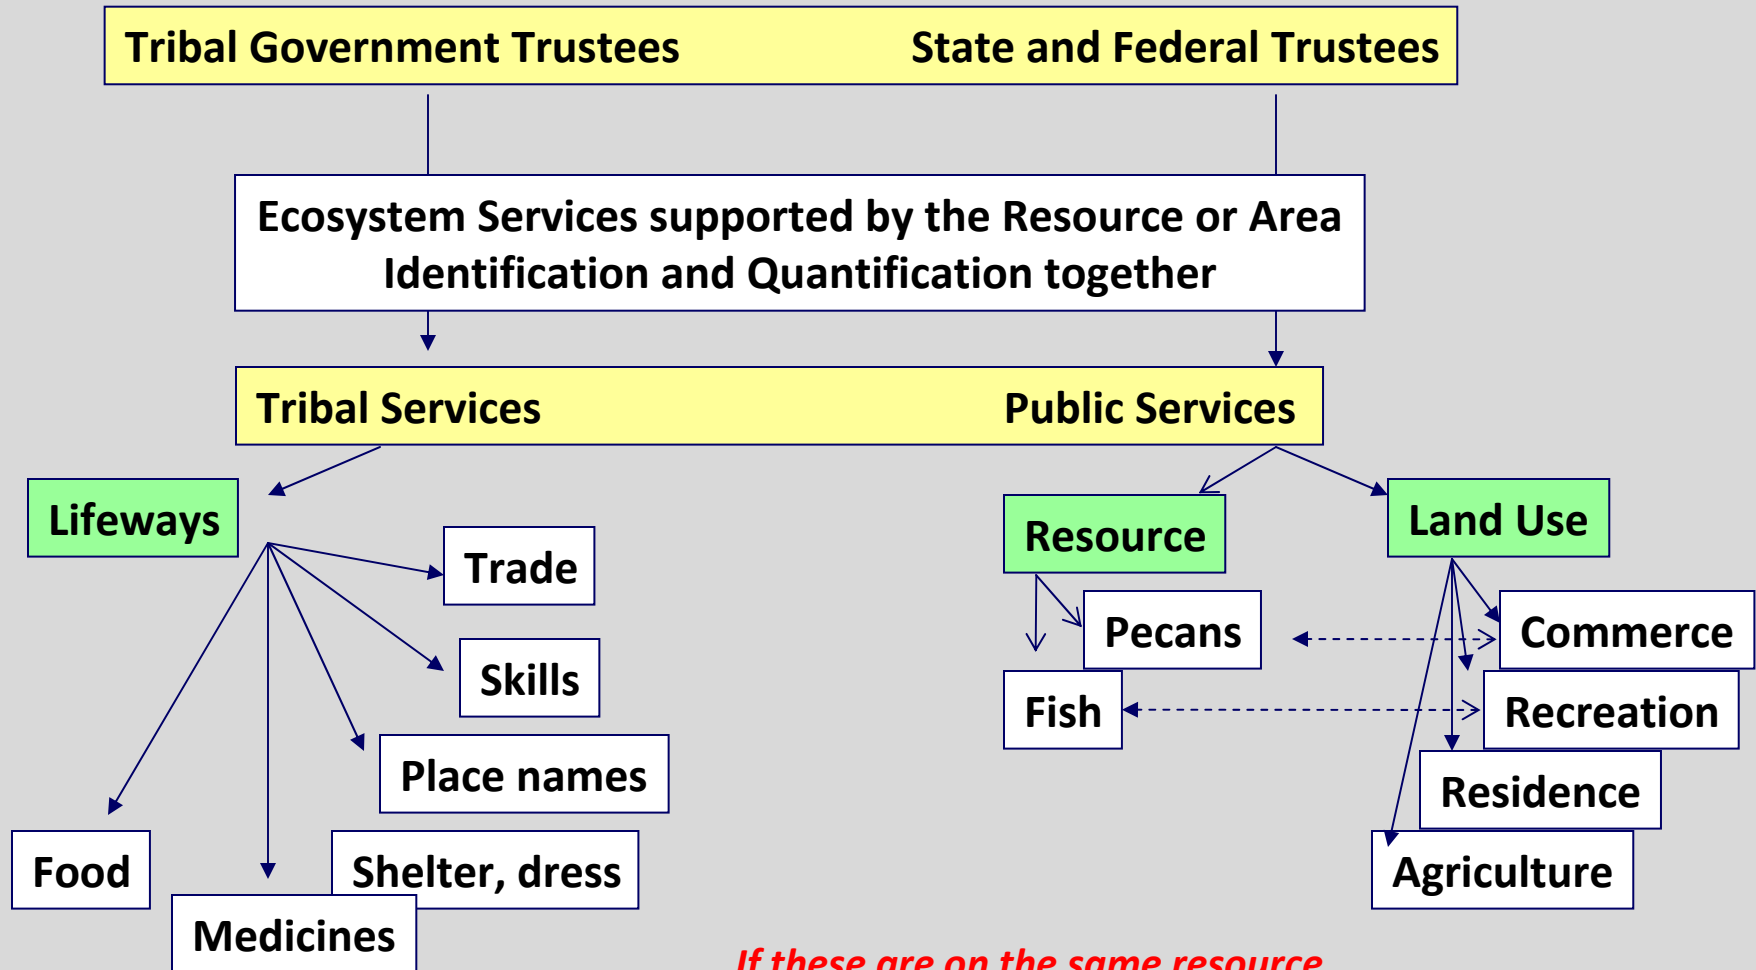 Tribal Government Trustees State and Federal Trustees
Ecosystem Services supported by the Resource or Area
Identification and Quantification together
Tribal Services Public Services
Lifeways
Trade
Skills
Place names
Shelter, dress
Food
Medicines
Resource
Pecans
Fish
Land Use
Commerce
Recreation
Residence
Agriculture
If these are on the same resource